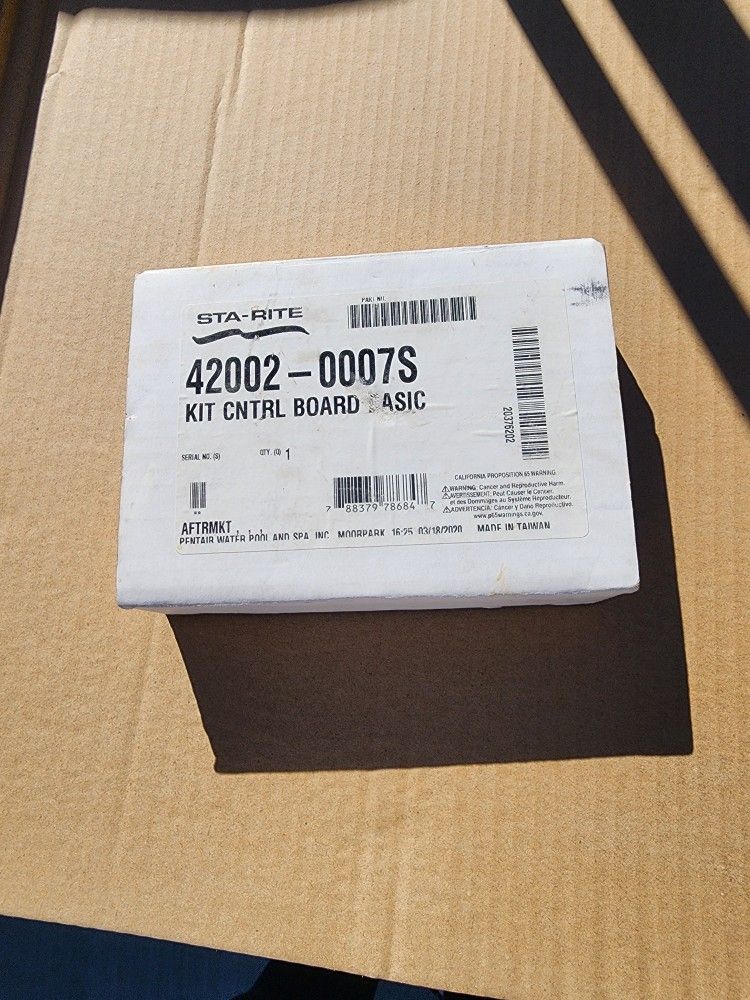 STA-RITE
PART NO.
42002-0007S
KIT CNTRL BOARD ASIC
20376202
SERIAL NO. (S)
QTY. (Q) 1
CALIFORNIA PROPOSITION 65 WARNING
WARNING: Cancer and Reproductive Harm.
AVERTISSEMENT: Peut Causer le Cancer.
et des Dommages au Système Reproducteur.
ADVERTENCIA: Cáncer y Dano Reproductivo.
www.p65warnings.ca.gov.
7 88379 78684 7
AFTRMKT , , ,
PENTAIR WATER POOL AND SPA, INC. MOORPARK 16:25 03/18/2020 MADE IN TAIWAN